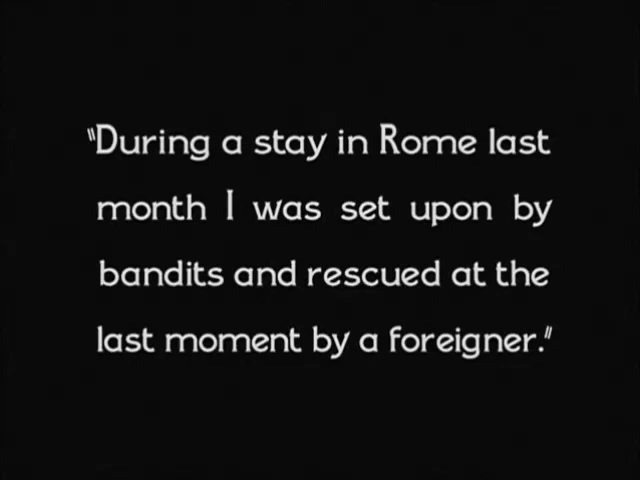 "During a stay in Rome last
month I was set upon by
bandits and rescued at the
last moment by a foreigner."